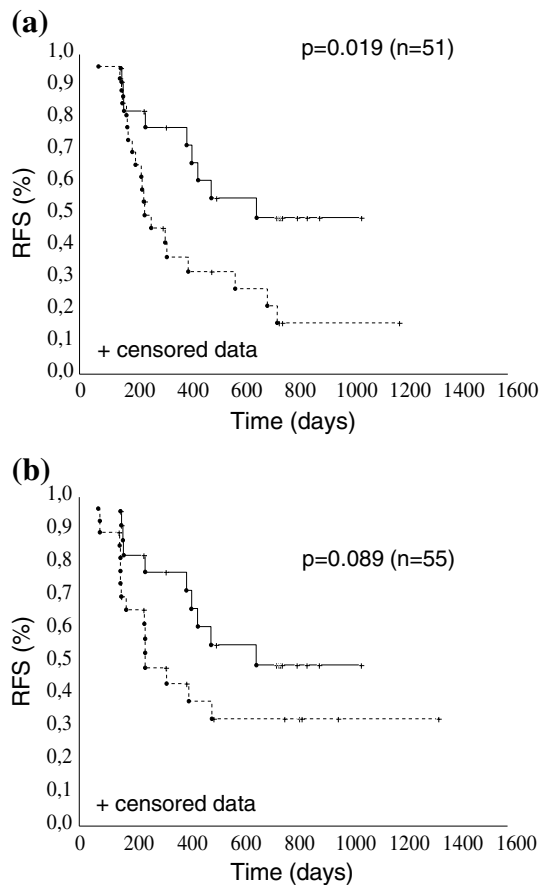 (a)
p=0.019 (n=51)
1,0
0,9
0,8
0,7
0,6
0,5
0,4
0,3
0,2
0,1
0,0
RFS (%)
+ censored data
0 200 400 600 800 1000 1200 1400 1600
Time (days)
(b)
1,0
0,9
0,8
0,7
0,6
0,5
0,4
0,3
0,2
0,1
0,0
p=0.089 (n=55)
RFS (%)
+ censored data
0 200 400 600 800 1000 1200 1400 1600
Time (days)